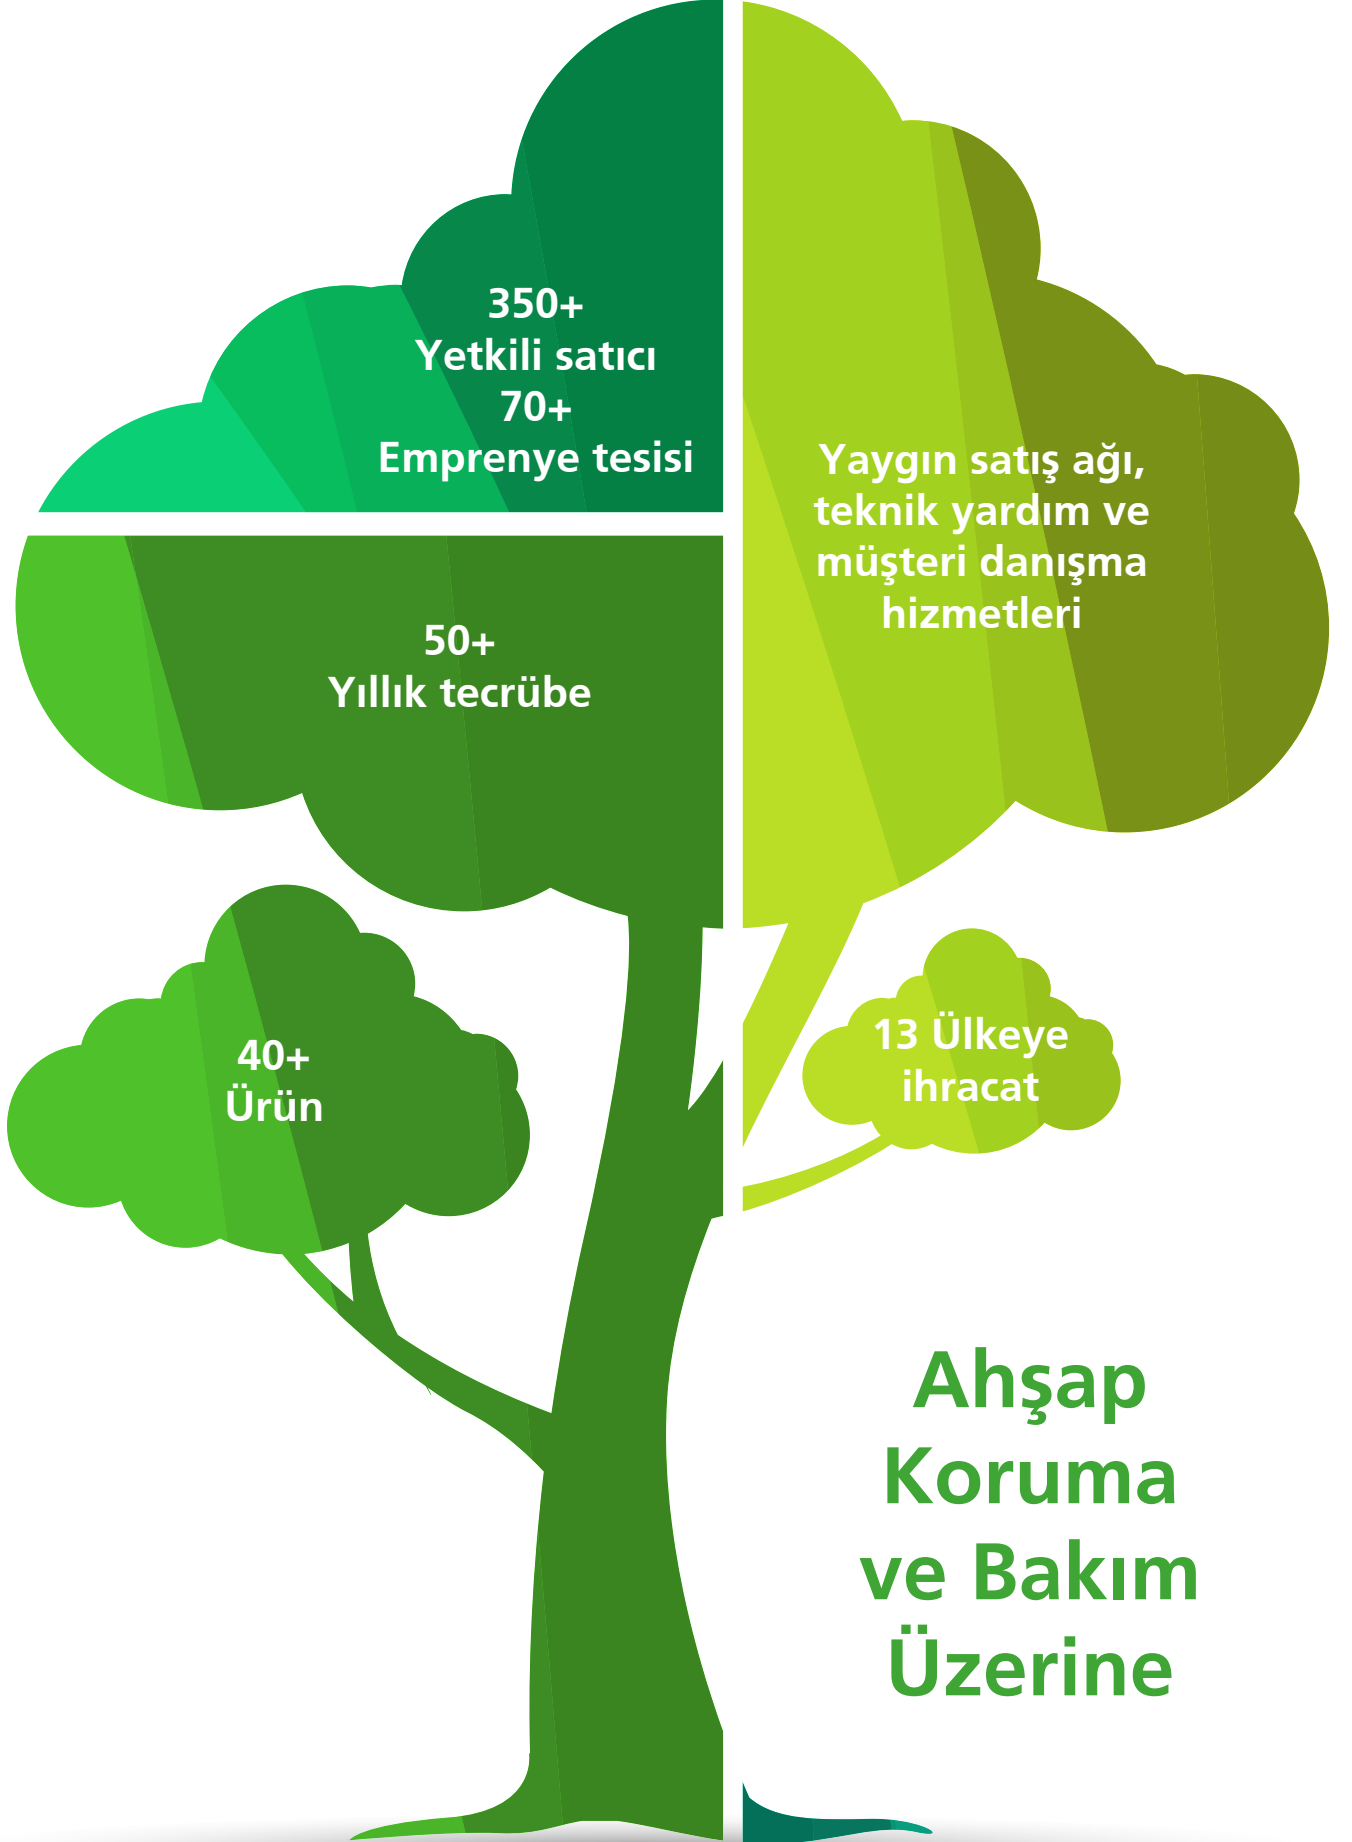 350+
Yetkili satıcı
70+
Emprenye tesisi
Yaygın satış ağı,
teknik yardım ve
müşteri danışma
hizmetleri
50+
Yıllık tecrübe
40+
Ürün
13 Ülkeye
ihracat
Ahşap
Koruma
ve Bakım
Üzerine